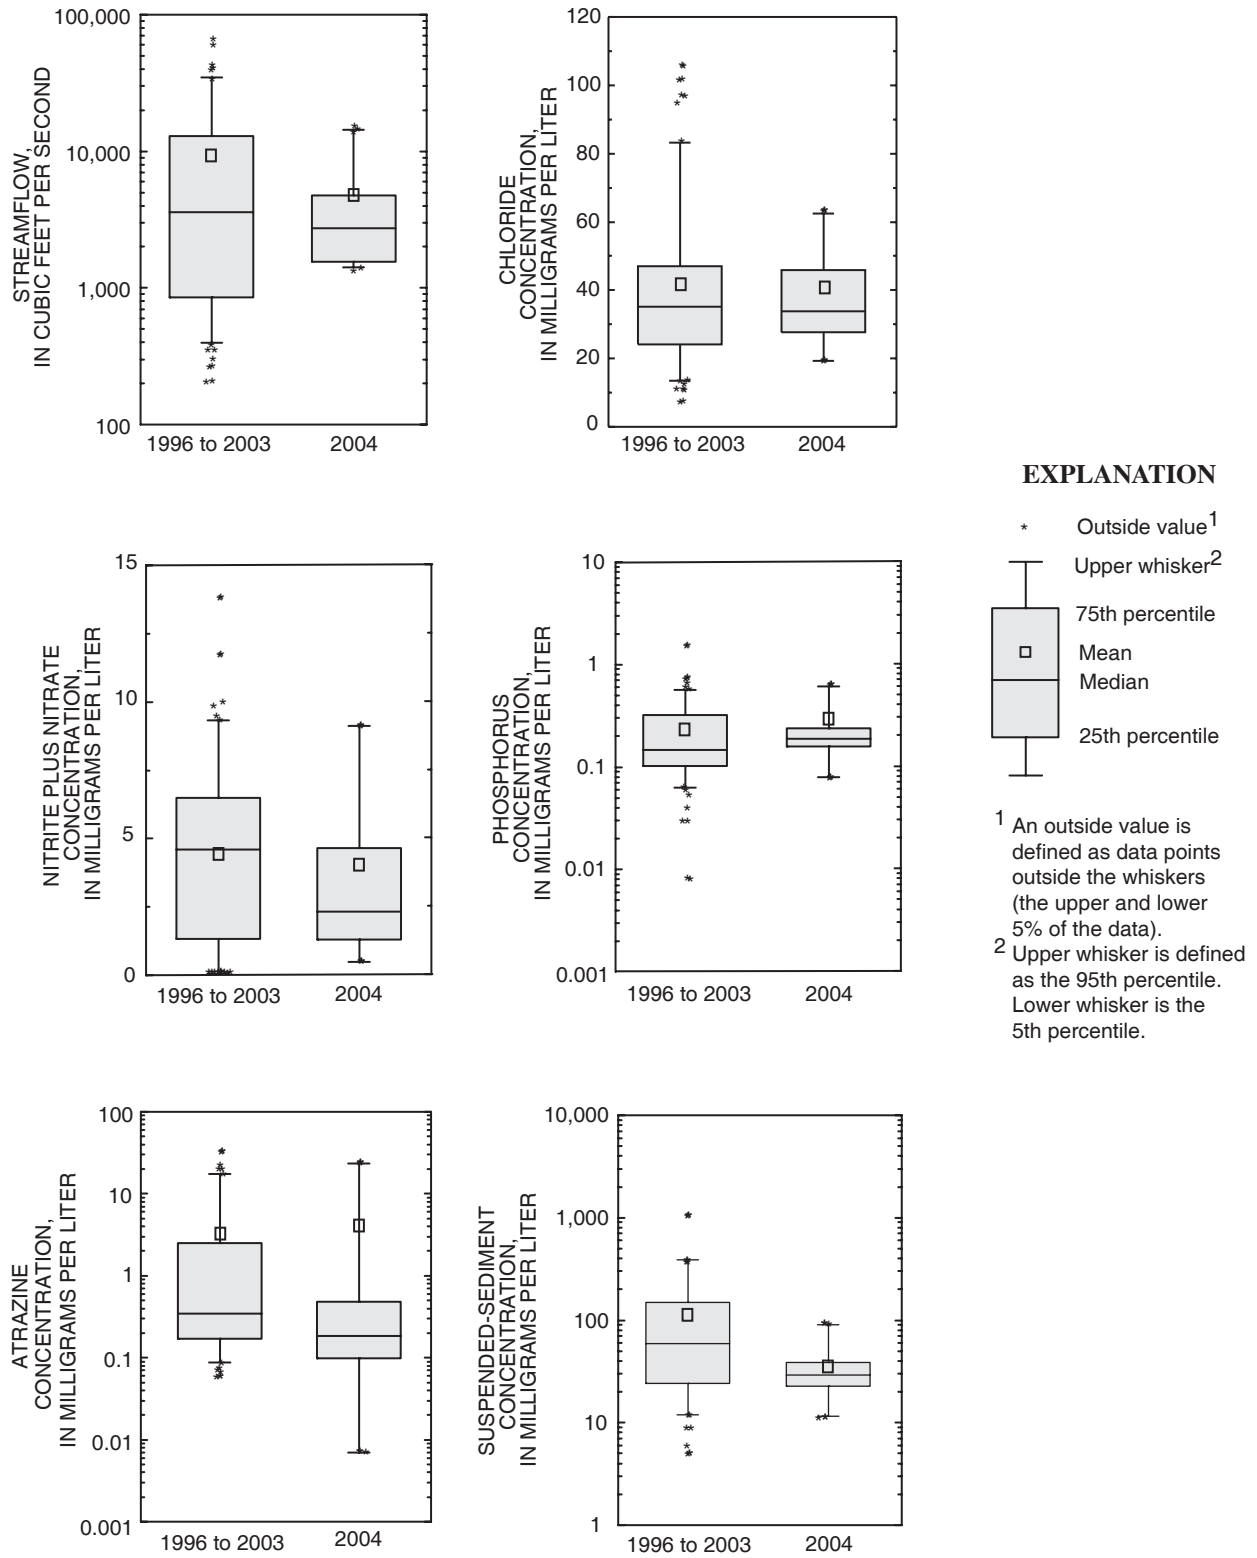 STREAMFLOW,
IN CUBIC FEET PER SECOND
100,000
10,000
1,000
100
1996 to 2003
2004
CHLORIDE
CONCENTRATION,
IN MILLIGRAMS PER LITER
120
100
80
60
40
20
0
1996 to 2003
2004
NITRITE PLUS NITRATE
CONCENTRATION,
IN MILLIGRAMS PER LITER
15
10
5
0
1996 to 2003
2004
PHOSPHORUS
CONCENTRATION,
IN MILLIGRAMS PER LITER
10
1
0.1
0.01
0.001
1996 to 2003
2004
EXPLANATION
* Outside value1
Upper whisker2
75th percentile
Mean
Median
25th percentile
1 An outside value is
defined as data points
outside the whiskers
(the upper and lower
5% of the data).
2 Upper whisker is defined
as the 95th percentile.
Lower whisker is the
5th percentile.
ATRAZINE
CONCENTRATION,
IN MILLIGRAMS PER LITER
100
10
1
0.1
0.01
0.001
1996 to 2003
2004
SUSPENDED-SEDIMENT
CONCENTRATION,
IN MILLIGRAMS PER LITER
10,000
1,000
100
10
1
1996 to 2003
2004